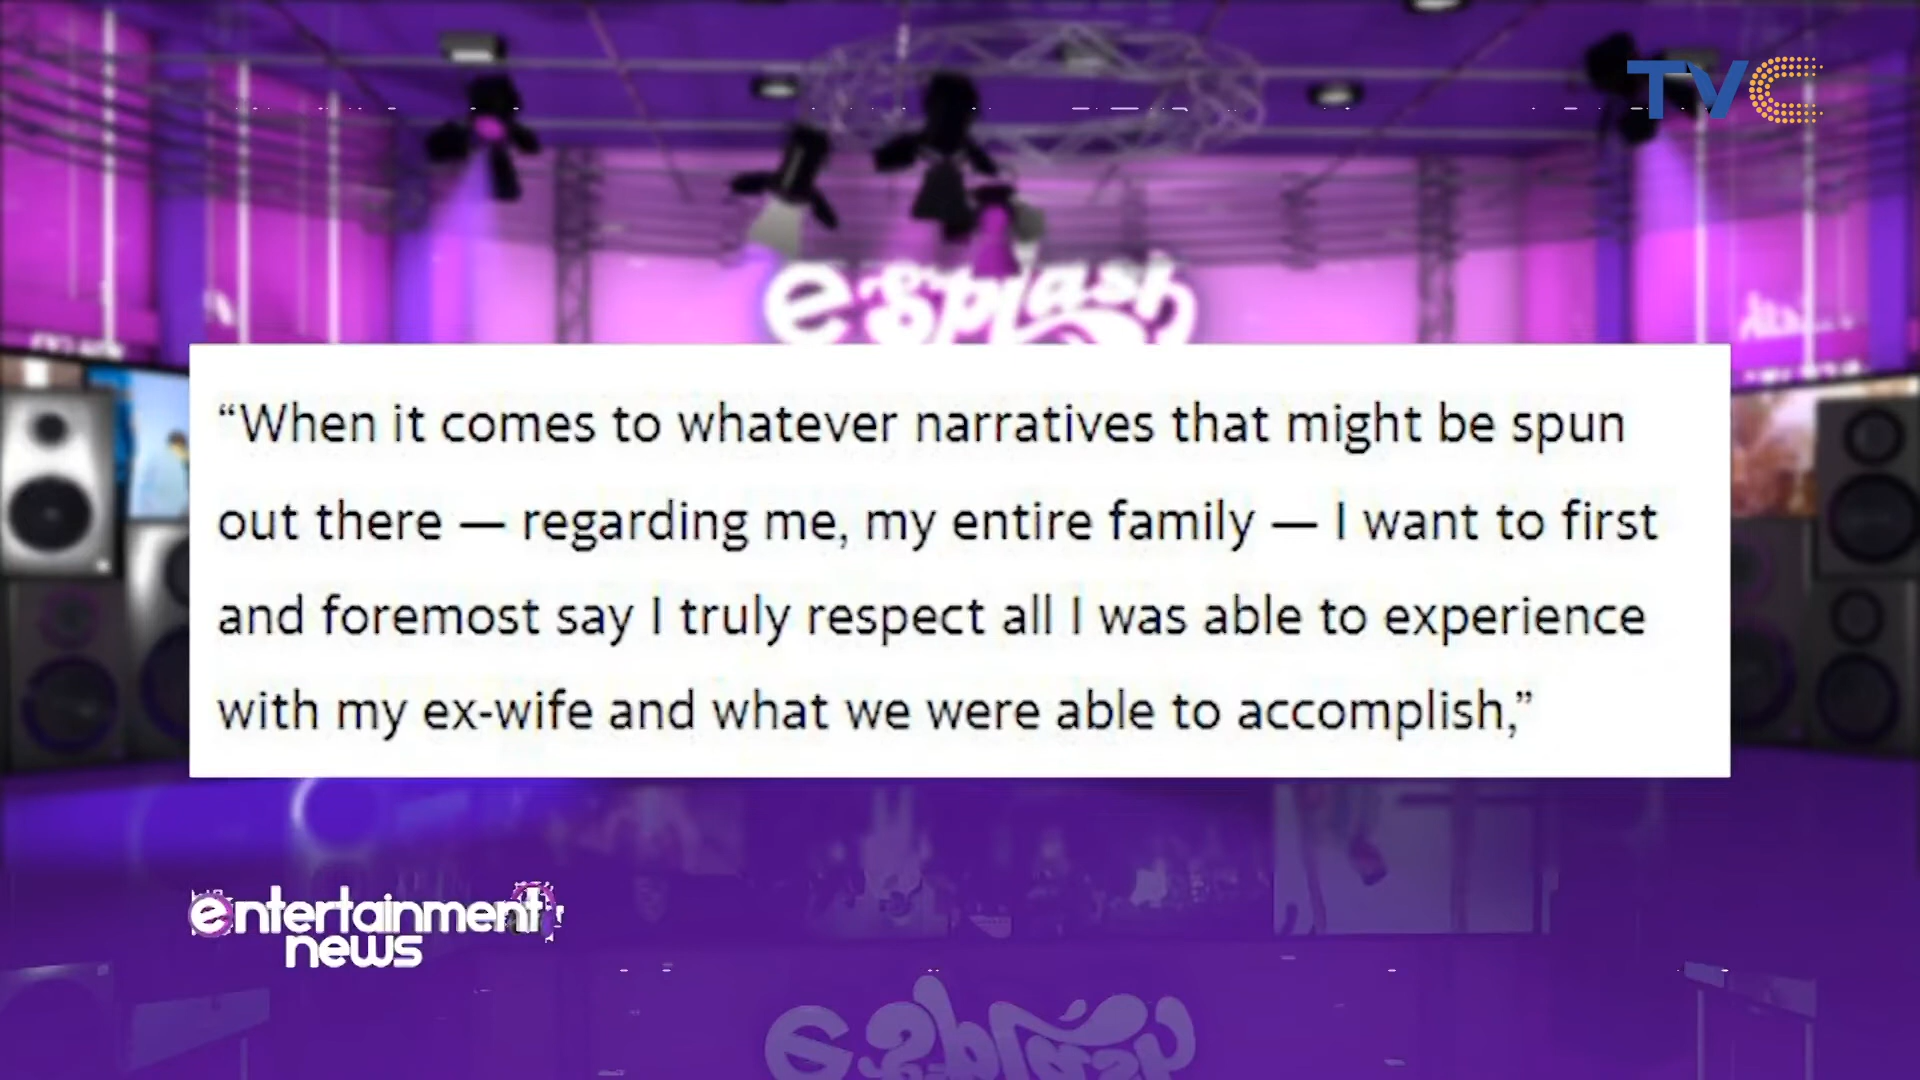 TVC
e Splash
“When it comes to whatever narratives that might be spun
out there — regarding me, my entire family — I want to first
and foremost say I truly respect all I was able to experience
with my ex-wife and what we were able to accomplish,”
entertainment
news